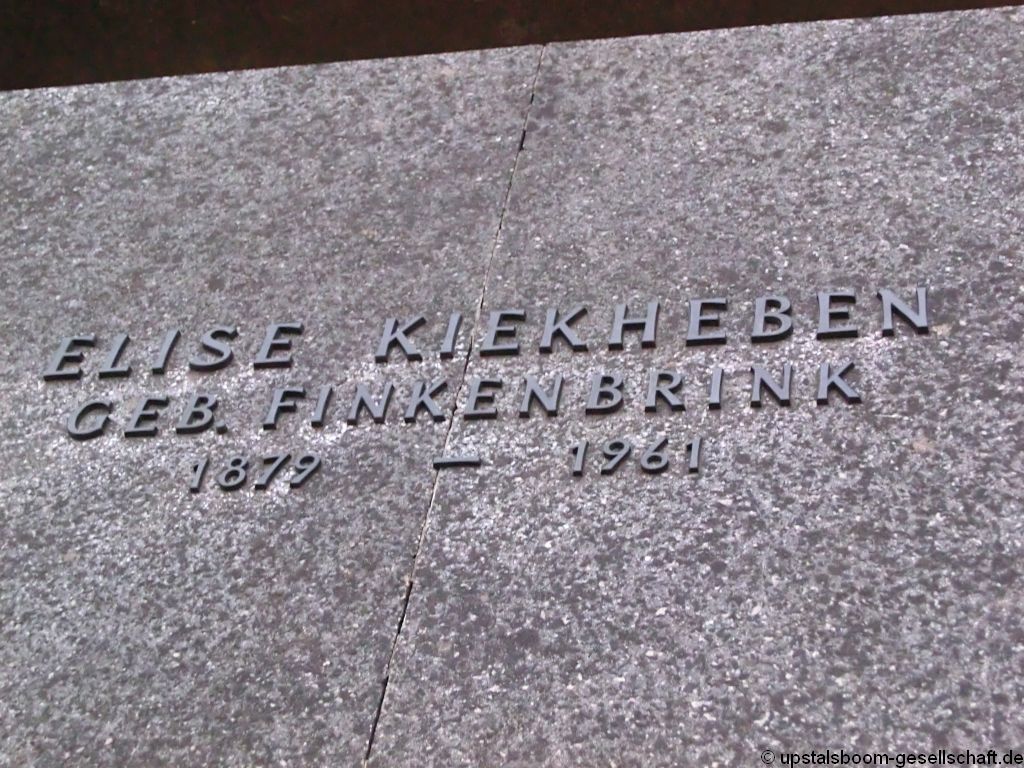 ELISE KIEKHEBEN
GEB. FINKENBRINK
1879 – 1961
© upstalsboom-gesellschaft.de